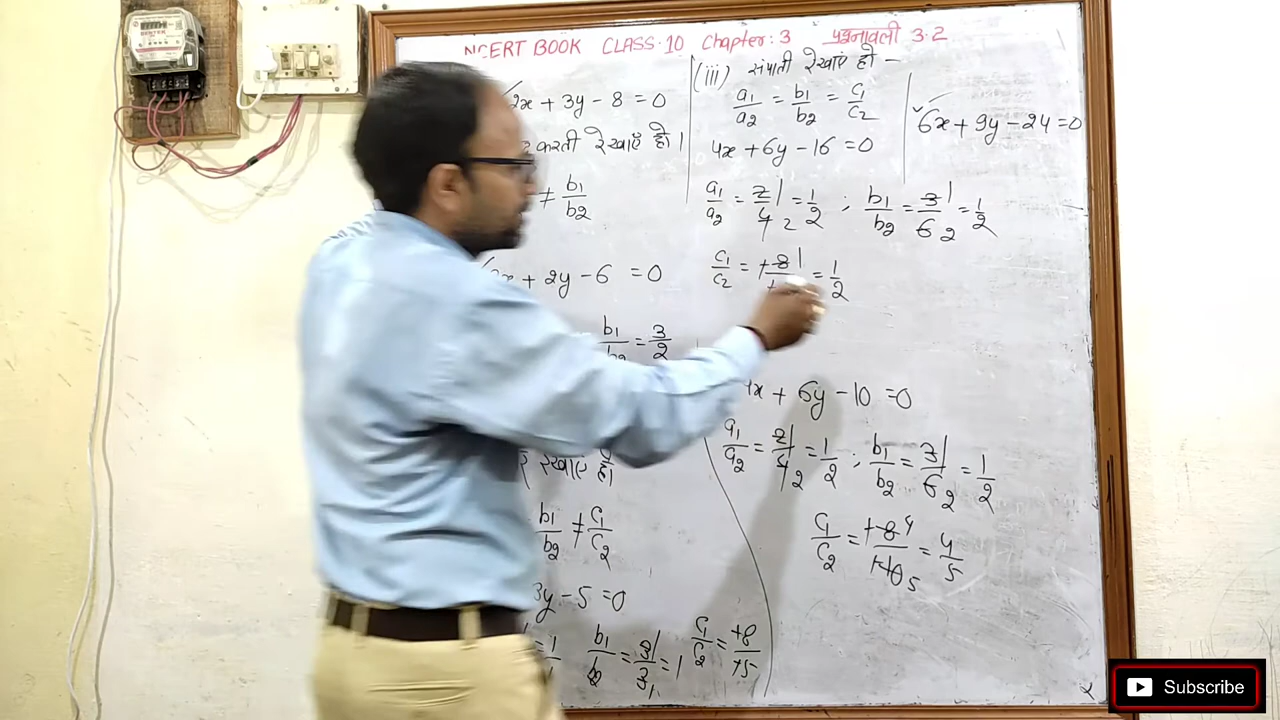 NCERT BOOK CLASS:10 Chapter:3 प्रश्नावली 3.2
2x + 3y - 8 = 0
करती रेखाएँ हो।
≠ b1/b2
x + 2y - 6 = 0
b1/b2 = 3/2
रेखाएं हो।
b1/b2 ≠ c1/c2
3y - 5 = 0
b1/b2 = 3/3 = 1 c1/c2 = +8/+5
(iii) संपाती रेखाएं हो -
a1/a2 = b1/b2 = c1/c2
4x + 6y - 16 = 0
6x + 9y - 24 = 0
a1/a2 = 2/4 = 1/2 ; b1/b2 = 3/6 = 1/2
c1/c2 = +8/ = 1/2
4x + 6y - 10 = 0
a1/a2 = 2/4 = 1/2 ; b1/b2 = 3/6 = 1/2
c1/c2 = +8/+10 = 4/5
Subscribe